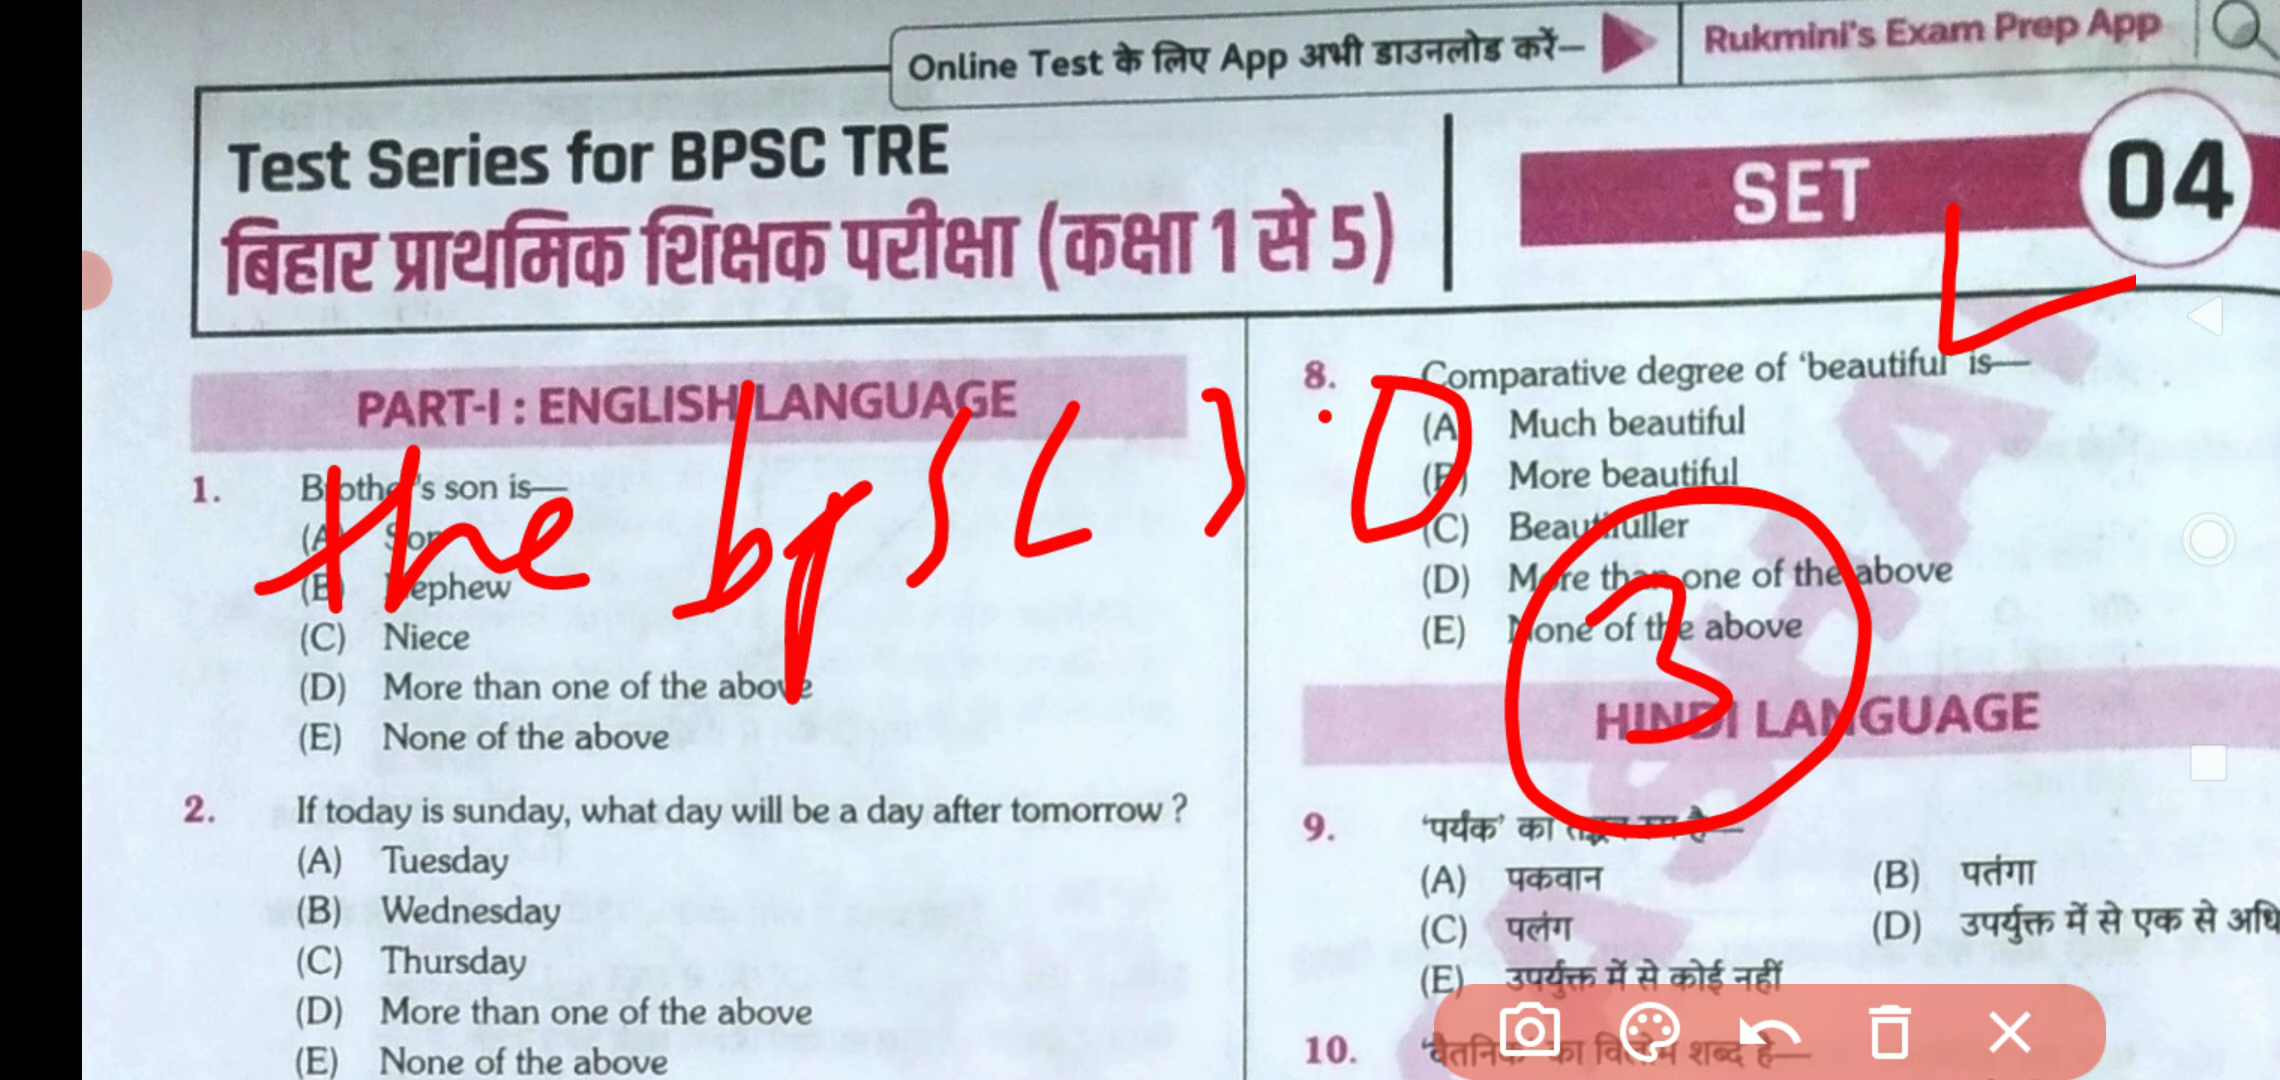 Online Test के लिए App अभी डाउनलोड करें—
Rukmini's Exam Prep App
Test Series for BPSC TRE
बिहार प्राथमिक शिक्षक परीक्षा (कक्षा 1 से 5)
SET
04
PART-I : ENGLISH LANGUAGE
the bpsc
1. Brother's son is—
(A) Son
(B) Nephew
(C) Niece
(D) More than one of the above
(E) None of the above
2. If today is sunday, what day will be a day after tomorrow ?
(A) Tuesday
(B) Wednesday
(C) Thursday
(D) More than one of the above
(E) None of the above
8. Comparative degree of ‘beautiful’ is—
(A) Much beautiful
(B) More beautiful
(C) Beautifuller
(D) More than one of the above
(E) None of the above
3
HINDI LANGUAGE
9. ‘पर्यंक’ का है—
(A) पकवान (B) पतंगा
(C) पलंग (D) उपर्युक्त में से एक से
(E) उपर्युक्त में से कोई नहीं
10. ‘वैतनिक’ का विलोम शब्द है—